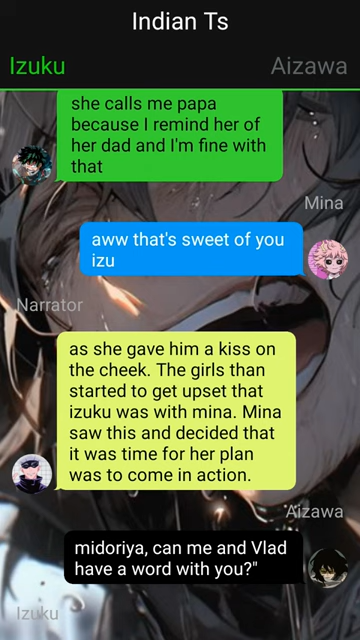 Indian Ts
Izuku
Aizawa
she calls me papa
because I remind her of
her dad and I'm fine with
that
Mina
aww that's sweet of you
izu
Narrator
as she gave him a kiss on
the cheek. The girls than
started to get upset that
izuku was with mina. Mina
saw this and decided that
it was time for her plan
was to come in action.
Aizawa
midoriya, can me and Vlad
have a word with you?"
Izuku